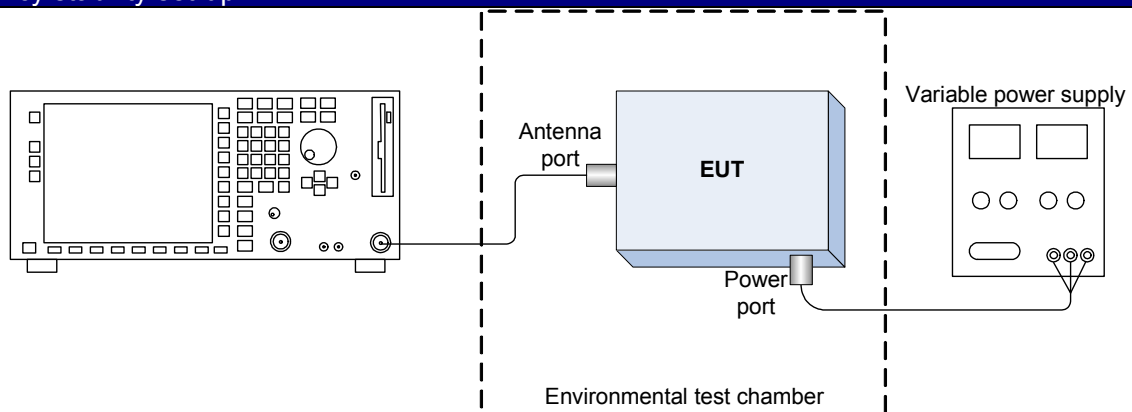 Variable power supply
Antenna
port
EUT
Power
port
Environmental test chamber